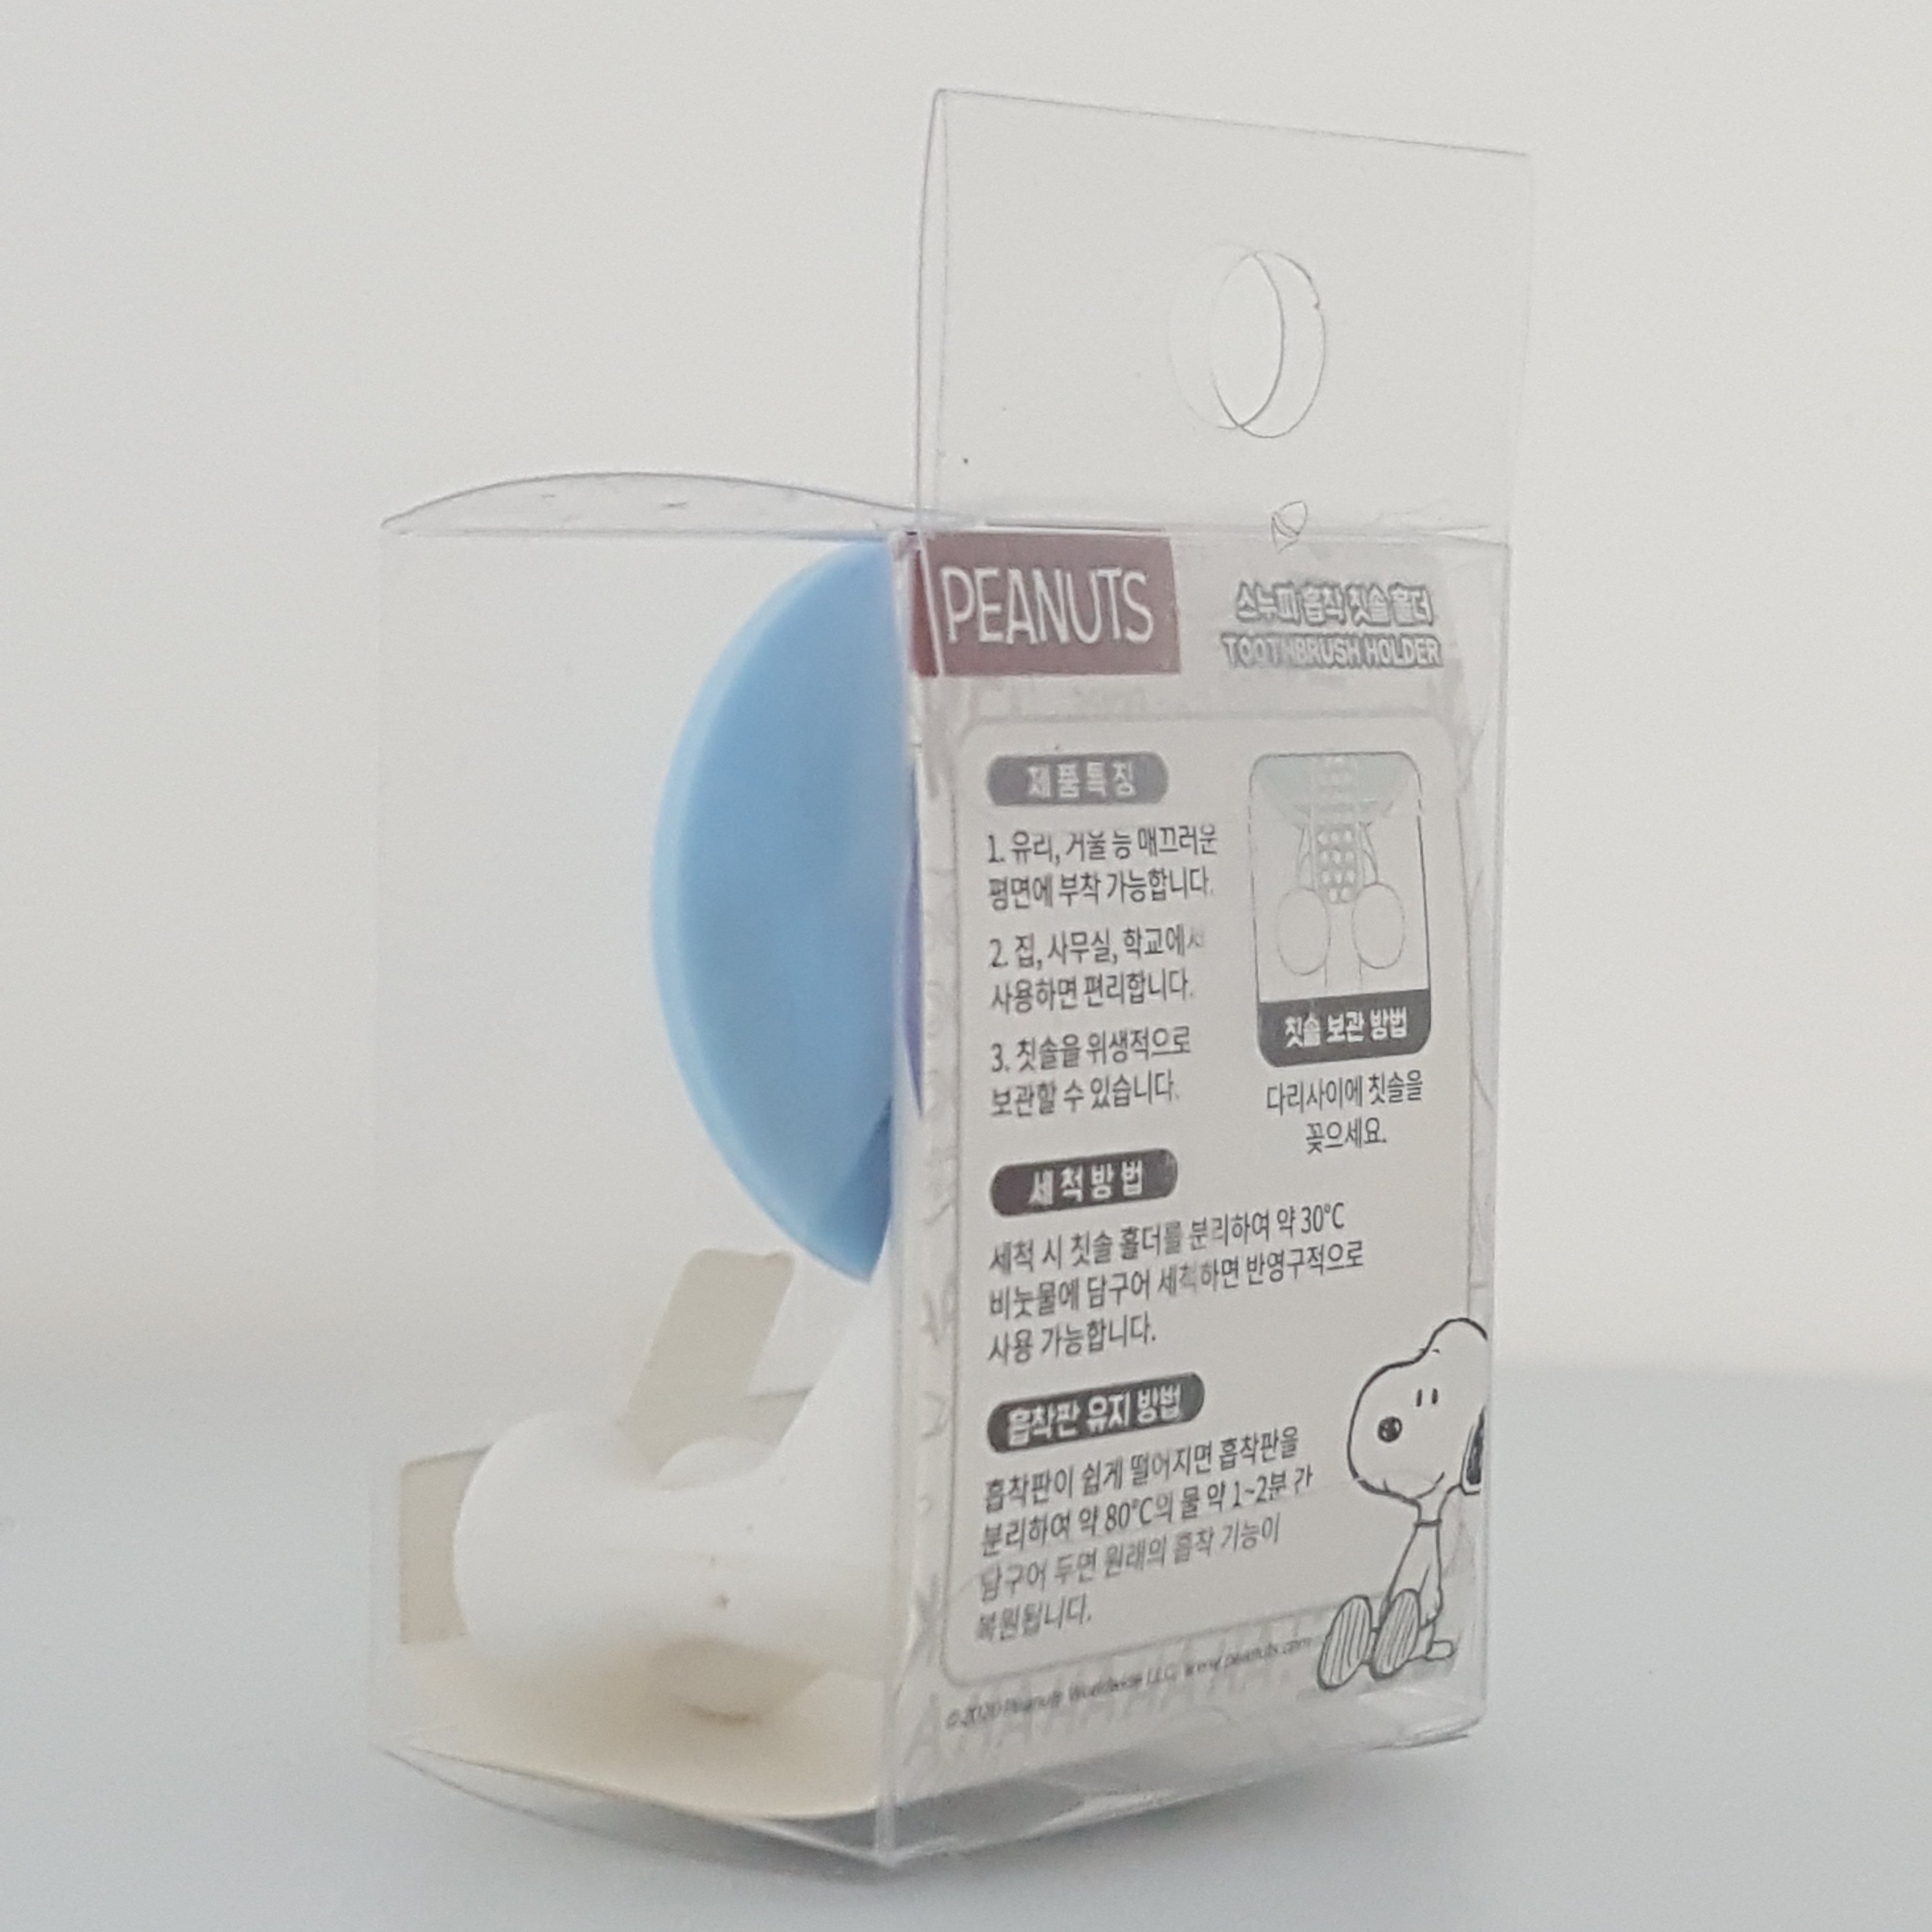 PEANUTS
스누피 흡착 칫솔 홀더
TOOTHBRUSH HOLDER
제품특징
1. 유리, 거울 등 매끄러운
평면에 부착 가능합니다.
2. 집, 사무실, 학교에서
사용하면 편리합니다.
3. 칫솔을 위생적으로
보관할 수 있습니다.
칫솔 보관 방법
다리사이에 칫솔을
꽂으세요.
세척방법
세척 시 칫솔 홀더를 분리하여 약 30°C
비눗물에 담구어 세척하면 반영구적으로
사용 가능합니다.
흡착판 유지 방법
흡착판이 쉽게 떨어지면 흡착판을
분리하여 약 80°C의 물 약 1~2분 간
담구어 두면 원래의 흡착 기능이
복원됩니다.
© 2020 Peanuts Worldwide LLC, www.peanuts.com